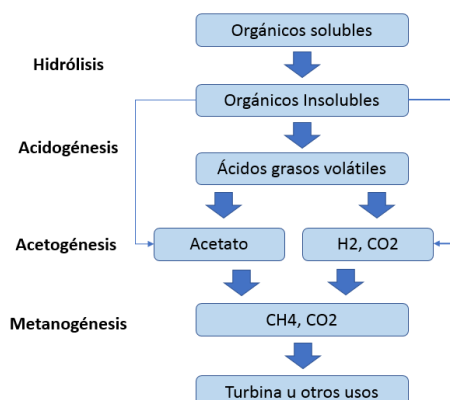 Orgánicos solubles
Hidrólisis
Orgánicos Insolubles
Acidogénesis
Ácidos grasos volátiles
Acetogénesis
Acetato
H2, CO2
Metanogénesis
CH4, CO2
Turbina u otros usos